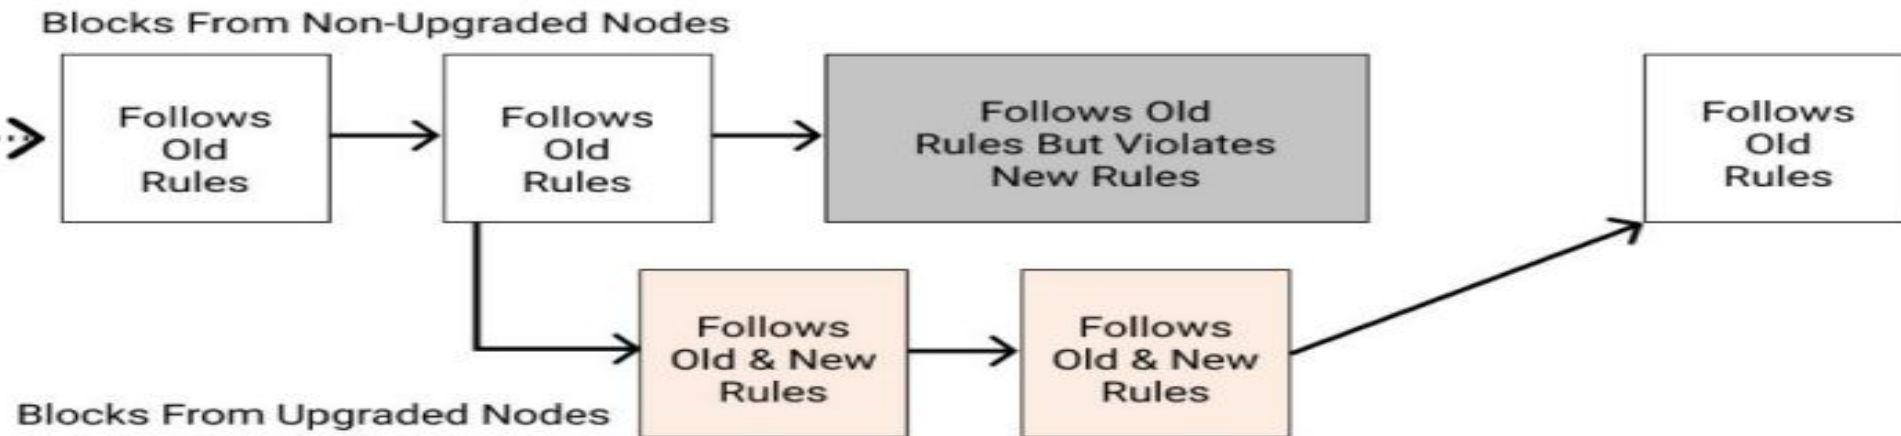 Blocks From Non-Upgraded Nodes
Follows
Old
Rules
Follows
Old
Rules
Follows Old
Rules But Violates
New Rules
Follows
Old
Rules
Follows
Old & New
Rules
Follows
Old & New
Rules
Blocks From Upgraded Nodes